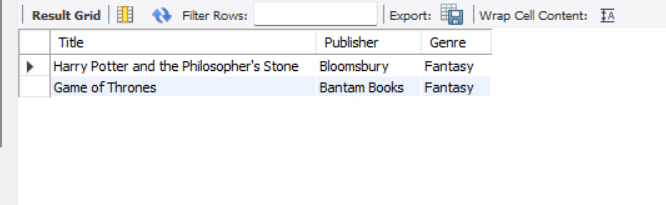 Result Grid Filter Rows: Export: Wrap Cell Content: IA
Title Publisher Genre
Harry Potter and the Philosopher's Stone Bloomsbury Fantasy
Game of Thrones Bantam Books Fantasy